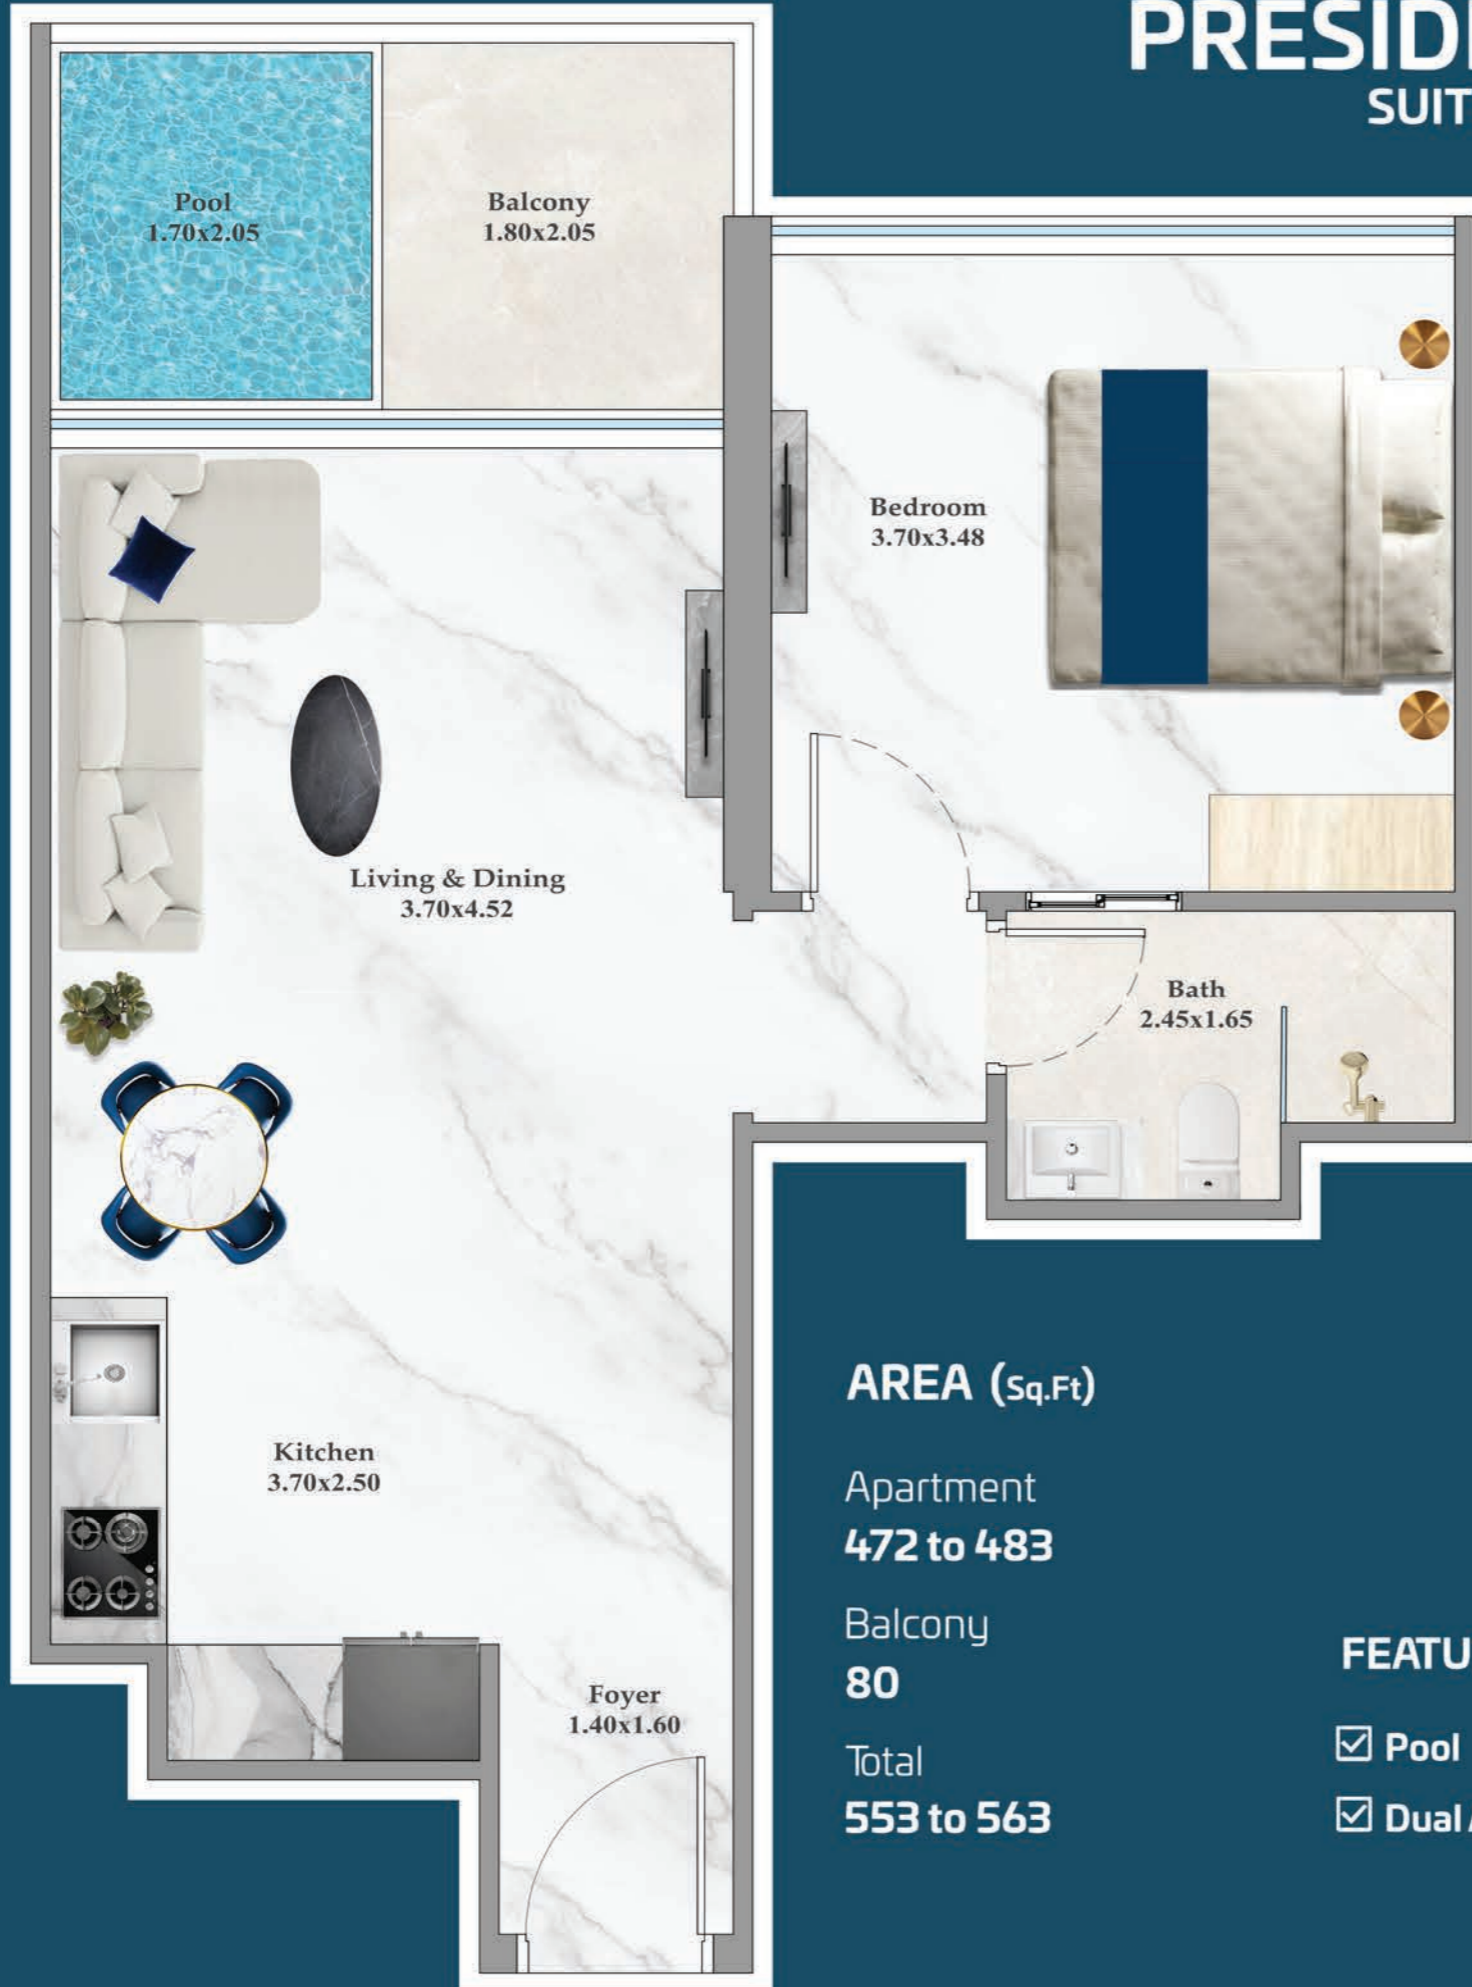 PRESID
SUIT
Pool
1.70x2.05
Balcony
1.80x2.05
Bedroom
3.70x3.48
Living & Dining
3.70x4.52
Bath
2.45x1.65
Kitchen
3.70x2.50
Foyer
1.40x1.60
AREA (Sq.Ft)
Apartment
472 to 483
Balcony
80
Total
553 to 563
FEATU
Pool
Dual